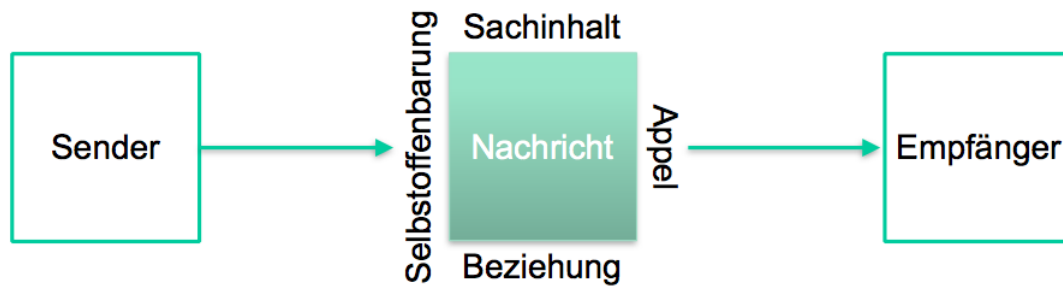 Sender
Selbstoffenbarung
Sachinhalt
Nachricht
Beziehung
Appel
Empfänger